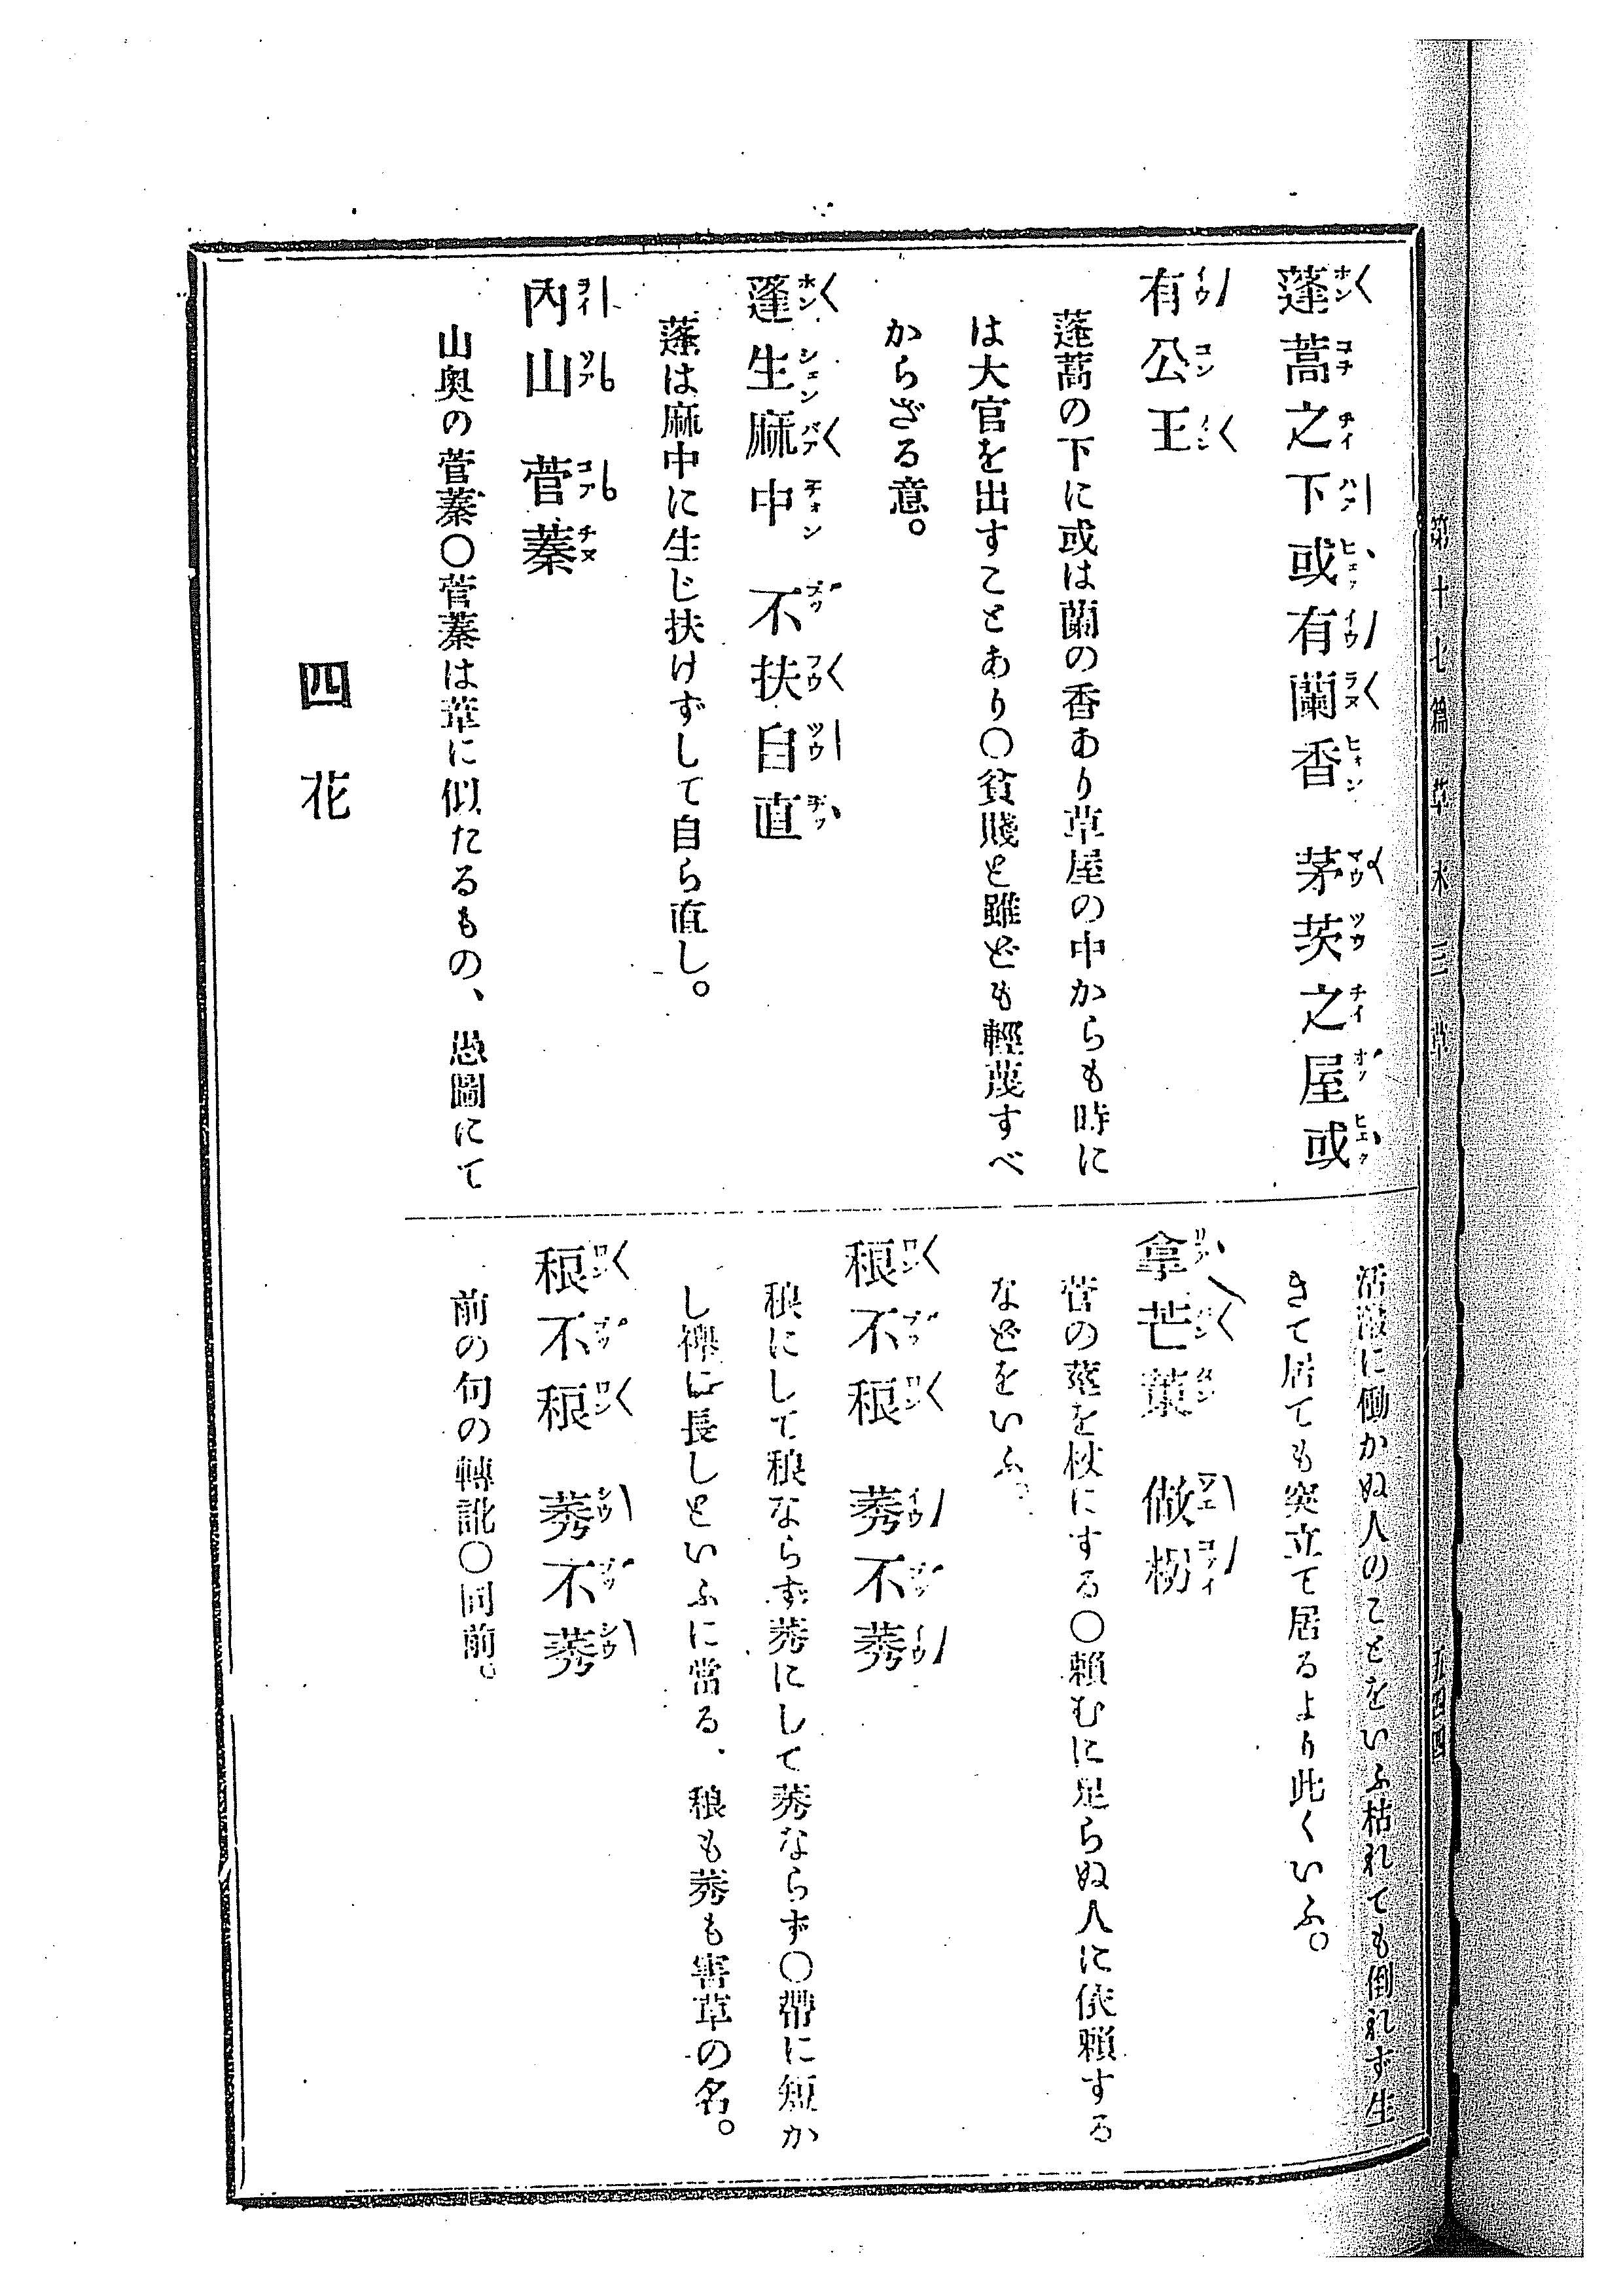 第十七篇 草木 三草 五四四
蓬蒿之下或有蘭香 茅茨之屋或
有公王
蓬蒿の下に或は蘭の香あり草屋の中からも時に
は大官を出すことあり〇貧賤と雖ども輕蔑すべ
からざる意。
蓬生麻中 不扶自直
蓬は麻中に生じ扶けずして自ら直し。
內山 菅蓁
山奥の菅蓁〇菅蓁は葦に似たるもの、愚圖にて
活潑に働かぬ人のことをいふ枯れても倒れず生
きて居ても突立て居るより此くいふ。
拿芒 做枴
菅の莖を杖にする〇賴むに足らぬ人に依賴する
などをいふ。
稂不稂 莠不莠
稂にして稂ならず莠にして莠ならず〇帶に短か
し襷に長しといふに當る、稂も莠も害草の名。
稂不稂 莠不莠
前の句の轉訛〇同前。
四 花